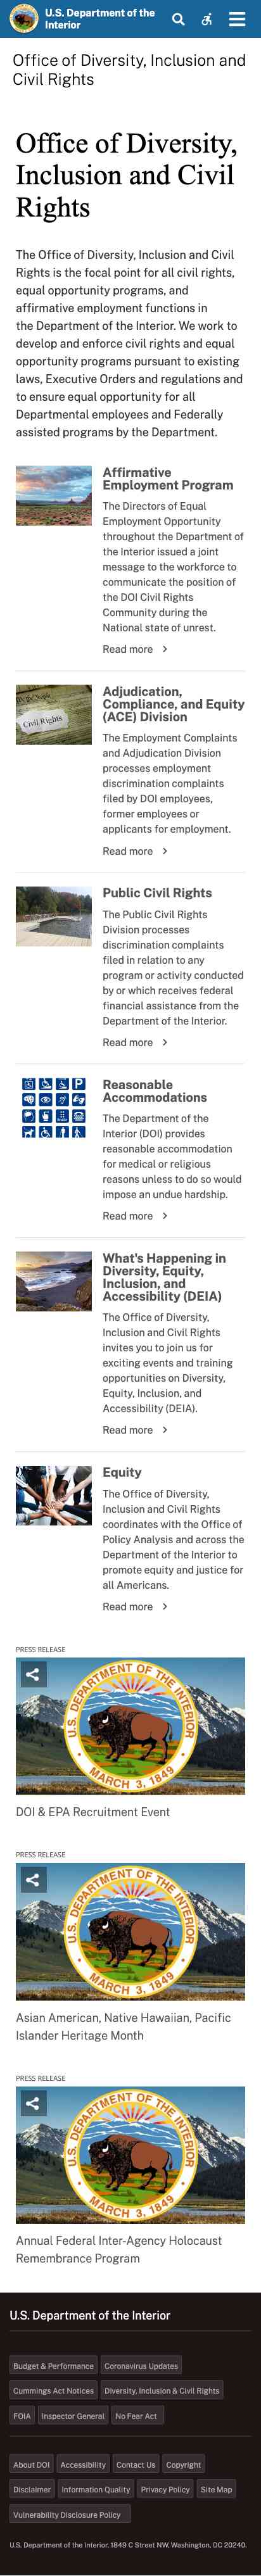 U.S. Department of the
Interior
Office of Diversity, Inclusion and
Civil Rights
Office of Diversity,
Inclusion and Civil
Rights
The Office of Diversity, Inclusion and Civil
Rights is the focal point for all civil rights,
equal opportunity programs, and
affirmative employment functions in
the Department of the Interior. We work to
develop and enforce civil rights and equal
opportunity programs pursuant to existing
laws, Executive Orders and regulations and
to ensure equal opportunity for all
Departmental employees and Federally
assisted programs by the Department.
Affirmative
Employment Program
The Directors of Equal
Employment Opportunity
throughout the Department of
the Interior issued a joint
message to the workforce to
communicate the position of
the DOI Civil Rights
Community during the
National state of unrest.
Read more
Civil Rights
Adjudication,
Compliance, and Equity
(ACE) Division
The Employment Complaints
and Adjudication Division
processes employment
discrimination complaints
filed by DOI employees,
former employees or
applicants for employment.
Read more
Public Civil Rights
The Public Civil Rights
Division processes
discrimination complaints
filed in relation to any
program or activity conducted
by or which receives federal
financial assistance from the
Department of the Interior.
Read more
P
Reasonable
Accommodations
The Department of the
Interior (DOI) provides
reasonable accommodation
for medical or religious
reasons unless to do so would
impose an undue hardship.
Read more
What's Happening in
Diversity, Equity,
Inclusion, and
Accessibility (DEIA)
The Office of Diversity,
Inclusion and Civil Rights
invites you to join us for
exciting events and training
opportunities on Diversity,
Equity, Inclusion, and
Accessibility (DEIA).
Read more
Equity
The Office of Diversity,
Inclusion and Civil Rights
coordinates with the Office of
Policy Analysis and across the
Department of the Interior to
promote equity and justice for
all Americans.
Read more
PRESS RELEASE
U.S. DEPARTMENT OF THE INTERIOR
MARCH 3, 1849
DOI & EPA Recruitment Event
PRESS RELEASE
U.S. DEPARTMENT OF THE INTERIOR
MARCH 3, 1849
Asian American, Native Hawaiian, Pacific
Islander Heritage Month
PRESS RELEASE
U.S. DEPARTMENT OF THE INTERIOR
MARCH 3, 1849
Annual Federal Inter-Agency Holocaust
Remembrance Program
U.S. Department of the Interior
Budget & Performance Coronavirus Updates
Cummings Act Notices Diversity, Inclusion & Civil Rights
FOIA Inspector General No Fear Act
About DOI Accessibility Contact Us Copyright
Disclaimer Information Quality Privacy Policy Site Map
Vulnerability Disclosure Policy
U.S. Department of the Interior, 1849 C Street NW, Washington, DC 20240.